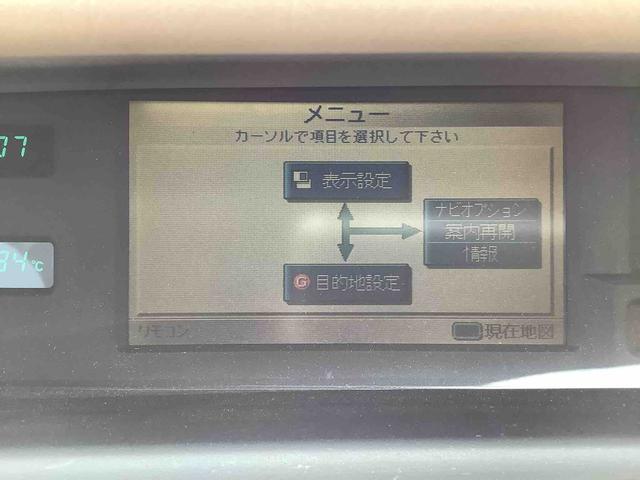 メニュー
カーソルで項目を選択して下さい
07
表示設定
ナビオプション
案内再開
情報
34℃
G 目的地設定
リモコン
現在地図